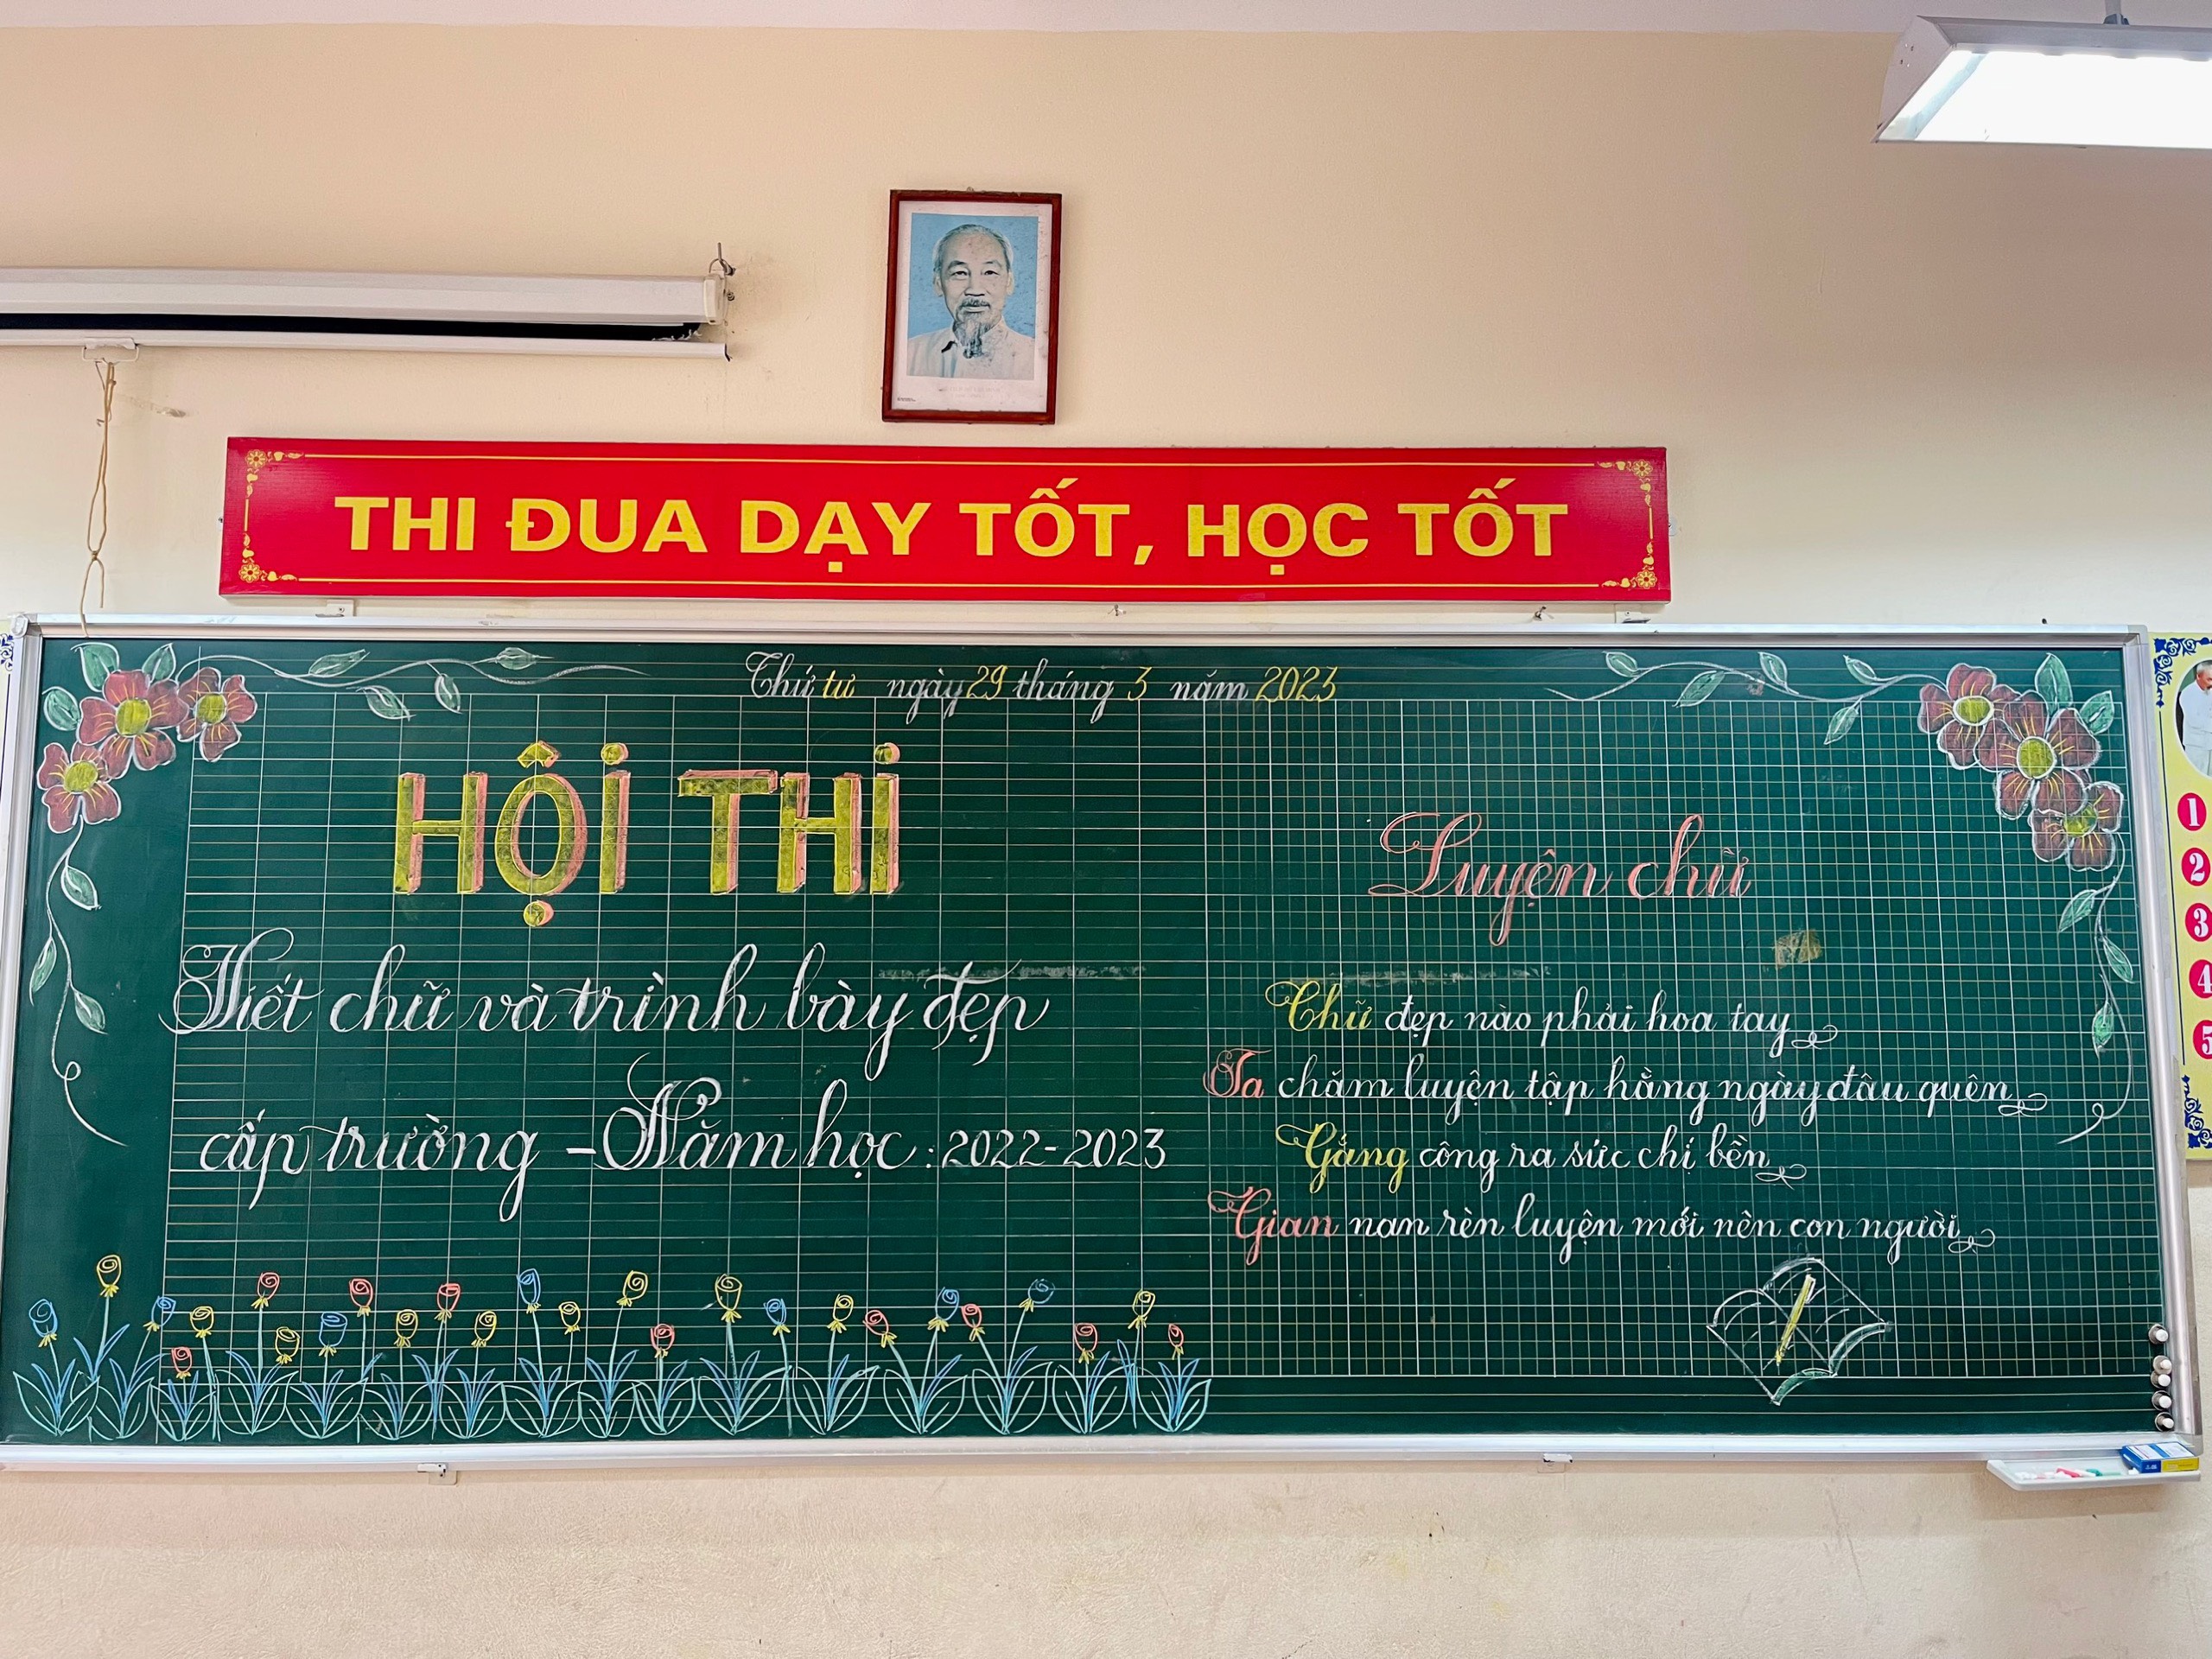 THI ĐUA DẠY TỐT, HỌC TỐT
Thứ tư ngày 29 tháng 3 năm 2023
HỘI THI
Viết chữ và trình bày đẹp
cấp trường - Năm học: 2022-2023
Luyện chữ
Chữ đẹp nào phải hoa tay
Ta chăm luyện tập hằng ngày đâu quên
Gắng công ra sức chí bền
Gian nan rèn luyện mới nên con người
1
2
3
4
5